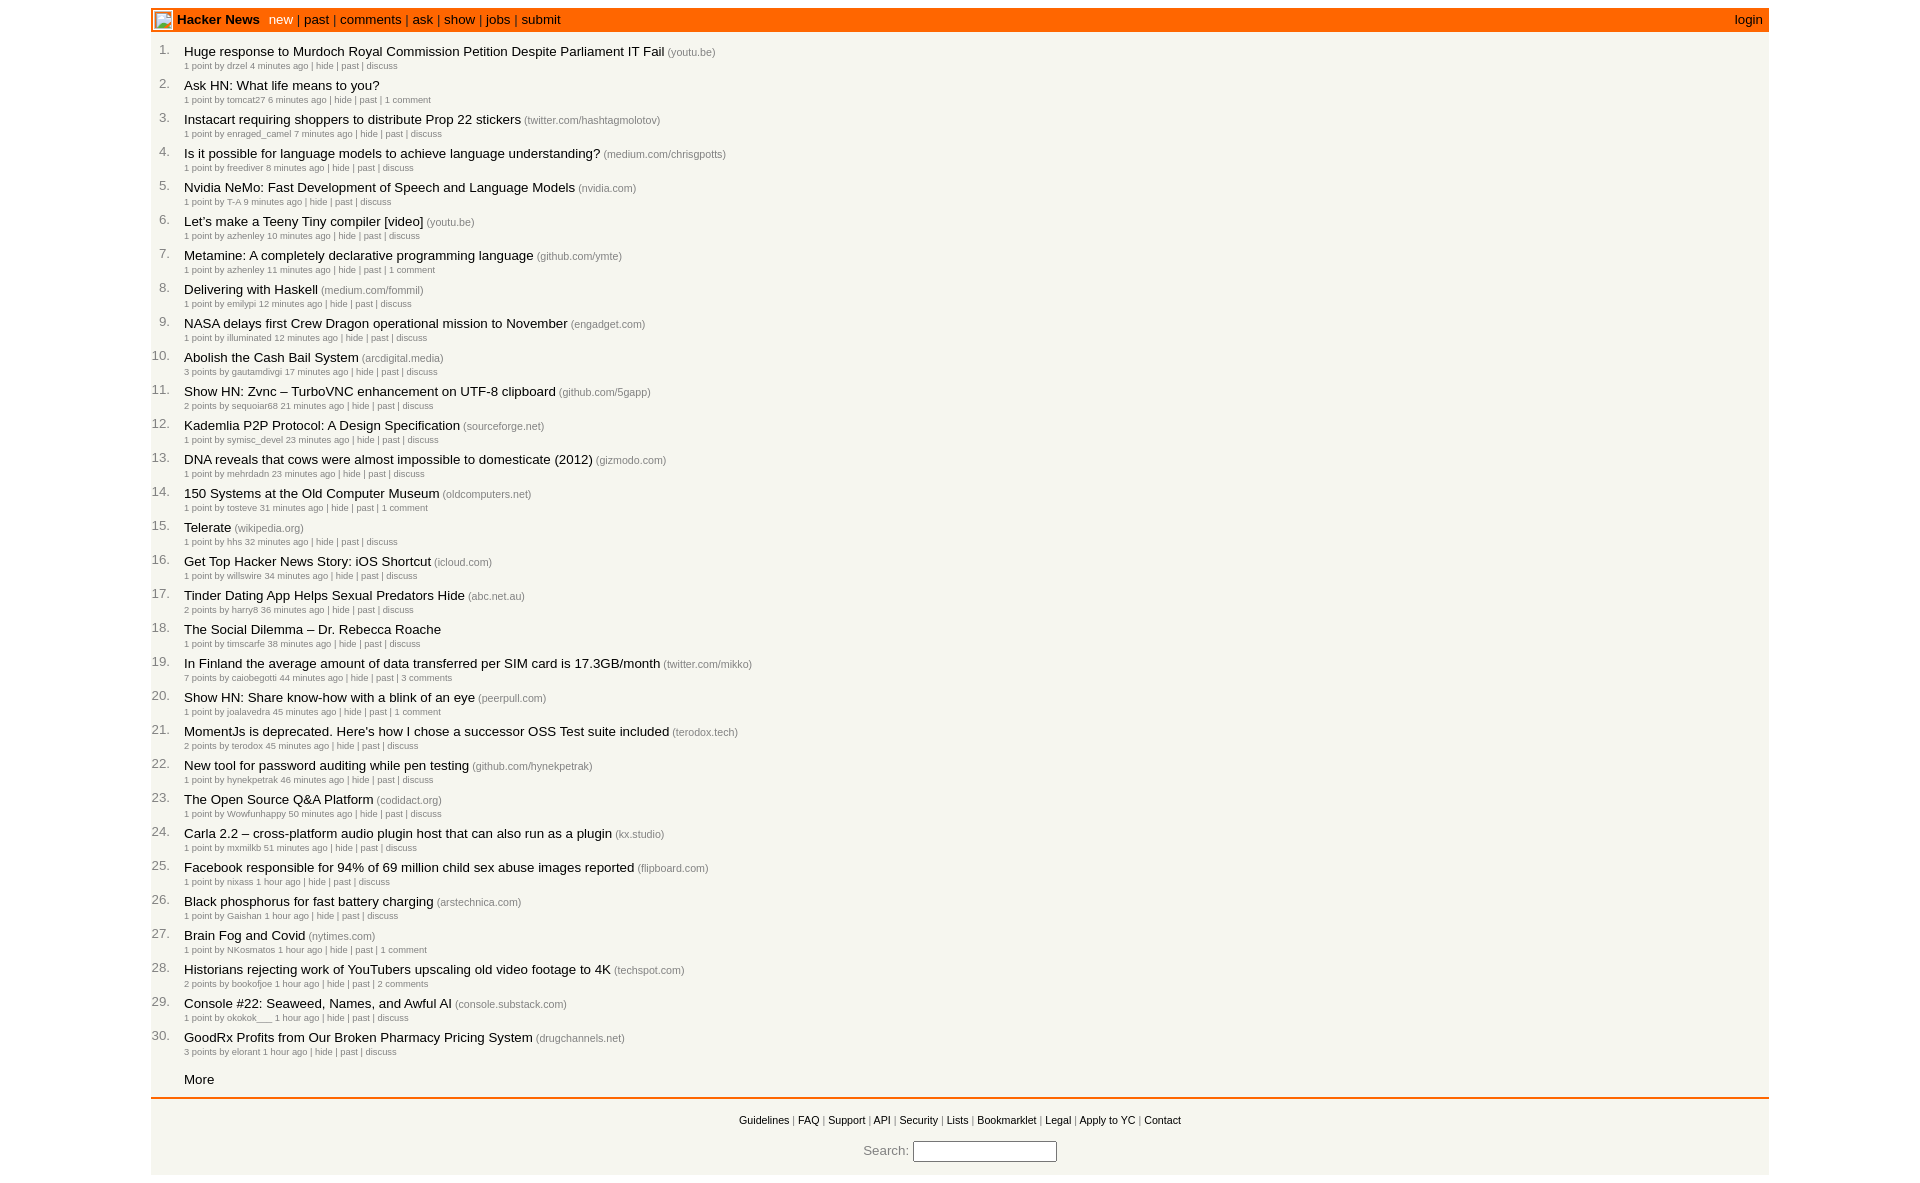 Hacker News new | past | comments | ask | show | jobs | submit login
1. Huge response to Murdoch Royal Commission Petition Despite Parliament IT Fail (youtu.be)
1 point by drzel 4 minutes ago | hide | past | discuss
2. Ask HN: What life means to you?
1 point by tomcat27 6 minutes ago | hide | past | 1 comment
3. Instacart requiring shoppers to distribute Prop 22 stickers (twitter.com/hashtagmolotov)
1 point by enraged_camel 7 minutes ago | hide | past | discuss
4. Is it possible for language models to achieve language understanding? (medium.com/chrisgpotts)
1 point by freediver 8 minutes ago | hide | past | discuss
5. Nvidia NeMo: Fast Development of Speech and Language Models (nvidia.com)
1 point by T-A 9 minutes ago | hide | past | discuss
6. Let’s make a Teeny Tiny compiler [video] (youtu.be)
1 point by azhenley 10 minutes ago | hide | past | discuss
7. Metamine: A completely declarative programming language (github.com/ymte)
1 point by azhenley 11 minutes ago | hide | past | 1 comment
8. Delivering with Haskell (medium.com/fommil)
1 point by emilypi 12 minutes ago | hide | past | discuss
9. NASA delays first Crew Dragon operational mission to November (engadget.com)
1 point by illuminated 12 minutes ago | hide | past | discuss
10. Abolish the Cash Bail System (arcdigital.media)
3 points by gautamdivgi 17 minutes ago | hide | past | discuss
11. Show HN: Zvnc – TurboVNC enhancement on UTF-8 clipboard (github.com/5gapp)
2 points by sequoiar68 21 minutes ago | hide | past | discuss
12. Kademlia P2P Protocol: A Design Specification (sourceforge.net)
1 point by symisc_devel 23 minutes ago | hide | past | discuss
13. DNA reveals that cows were almost impossible to domesticate (2012) (gizmodo.com)
1 point by mehrdadn 23 minutes ago | hide | past | discuss
14. 150 Systems at the Old Computer Museum (oldcomputers.net)
1 point by tosteve 31 minutes ago | hide | past | 1 comment
15. Telerate (wikipedia.org)
1 point by hhs 32 minutes ago | hide | past | discuss
16. Get Top Hacker News Story: iOS Shortcut (icloud.com)
1 point by willswire 34 minutes ago | hide | past | discuss
17. Tinder Dating App Helps Sexual Predators Hide (abc.net.au)
2 points by harry8 36 minutes ago | hide | past | discuss
18. The Social Dilemma – Dr. Rebecca Roache
1 point by timscarfe 38 minutes ago | hide | past | discuss
19. In Finland the average amount of data transferred per SIM card is 17.3GB/month (twitter.com/mikko)
7 points by caiobegotti 44 minutes ago | hide | past | 3 comments
20. Show HN: Share know-how with a blink of an eye (peerpull.com)
1 point by joalavedra 45 minutes ago | hide | past | 1 comment
21. MomentJs is deprecated. Here's how I chose a successor OSS Test suite included (terodox.tech)
2 points by terodox 45 minutes ago | hide | past | discuss
22. New tool for password auditing while pen testing (github.com/hynekpetrak)
1 point by hynekpetrak 46 minutes ago | hide | past | discuss
23. The Open Source Q&A Platform (codidact.org)
1 point by Wowfunhappy 50 minutes ago | hide | past | discuss
24. Carla 2.2 – cross-platform audio plugin host that can also run as a plugin (kx.studio)
1 point by mxmilkb 51 minutes ago | hide | past | discuss
25. Facebook responsible for 94% of 69 million child sex abuse images reported (flipboard.com)
1 point by nixass 1 hour ago | hide | past | discuss
26. Black phosphorus for fast battery charging (arstechnica.com)
1 point by Gaishan 1 hour ago | hide | past | discuss
27. Brain Fog and Covid (nytimes.com)
1 point by NKosmatos 1 hour ago | hide | past | 1 comment
28. Historians rejecting work of YouTubers upscaling old video footage to 4K (techspot.com)
2 points by bookofjoe 1 hour ago | hide | past | 2 comments
29. Console #22: Seaweed, Names, and Awful AI (console.substack.com)
1 point by okokok___ 1 hour ago | hide | past | discuss
30. GoodRx Profits from Our Broken Pharmacy Pricing System (drugchannels.net)
3 points by elorant 1 hour ago | hide | past | discuss
More
Guidelines | FAQ | Support | API | Security | Lists | Bookmarklet | Legal | Apply to YC | Contact
Search: